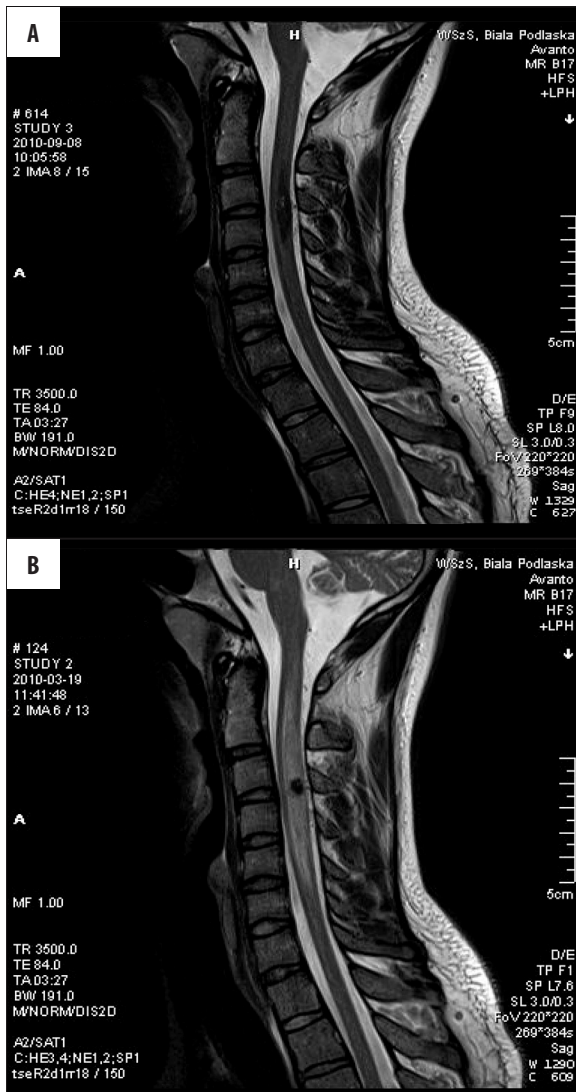 A
H
WSzS, Biala Podlaska
Avanto
MR B17
HFS
+LPH
# 614
STUDY 3
2010-09-08
10:05:58
2 IMA 8 / 15
A
5cm
MF 1.00
TR 3500.0
TE 84.0
TA 03:27
BW 191.0
M/NORM/DIS2D
A2/SAT1
C:HE4;NE1,2;SP1
tseR2d1rr18 / 150
D/E
TP F9
SP L8.0
SL 3.0/0.3
FoV 220*220
269*384s
Sag
W 1329
C 627
B
H
WSzS, Biala Podlaska
Avanto
MR B17
HFS
+LPH
# 124
STUDY 2
2010-03-19
11:41:48
2 IMA 6 / 13
A
5cm
MF 1.00
TR 3500.0
TE 84.0
TA 03:27
BW 191.0
M/NORM/DIS2D
A2/SAT1
C:HE3,4;NE1,2;SP1
tseR2d1rr18 / 150
D/E
TP F1
SP L7.6
SL 3.0/0.3
FoV 220*220
269*384s
Sag
W 1290
C 609